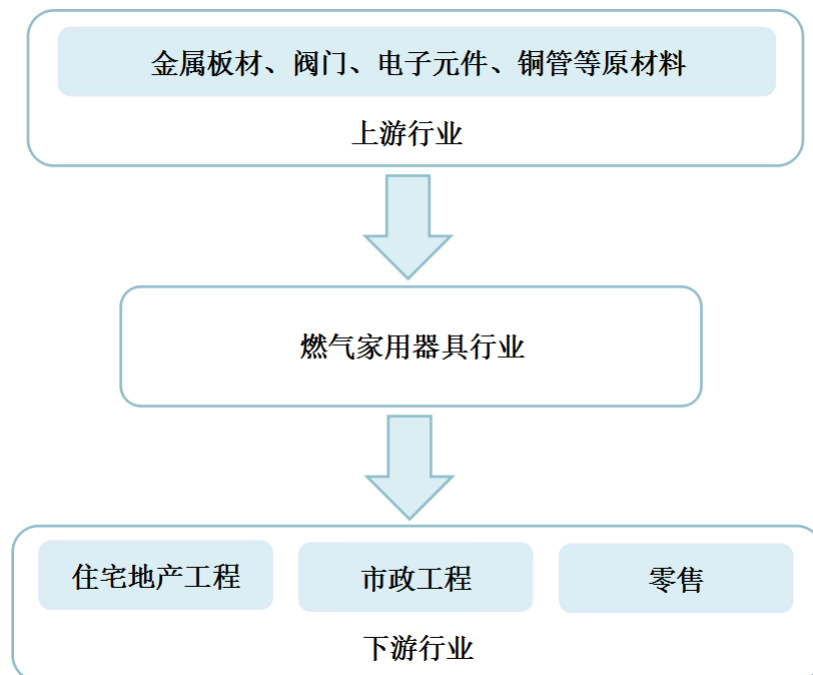 金属板材、阀门、电子元件、铜管等原材料
上游行业
燃气家用器具行业
住宅地产工程
市政工程
零售
下游行业